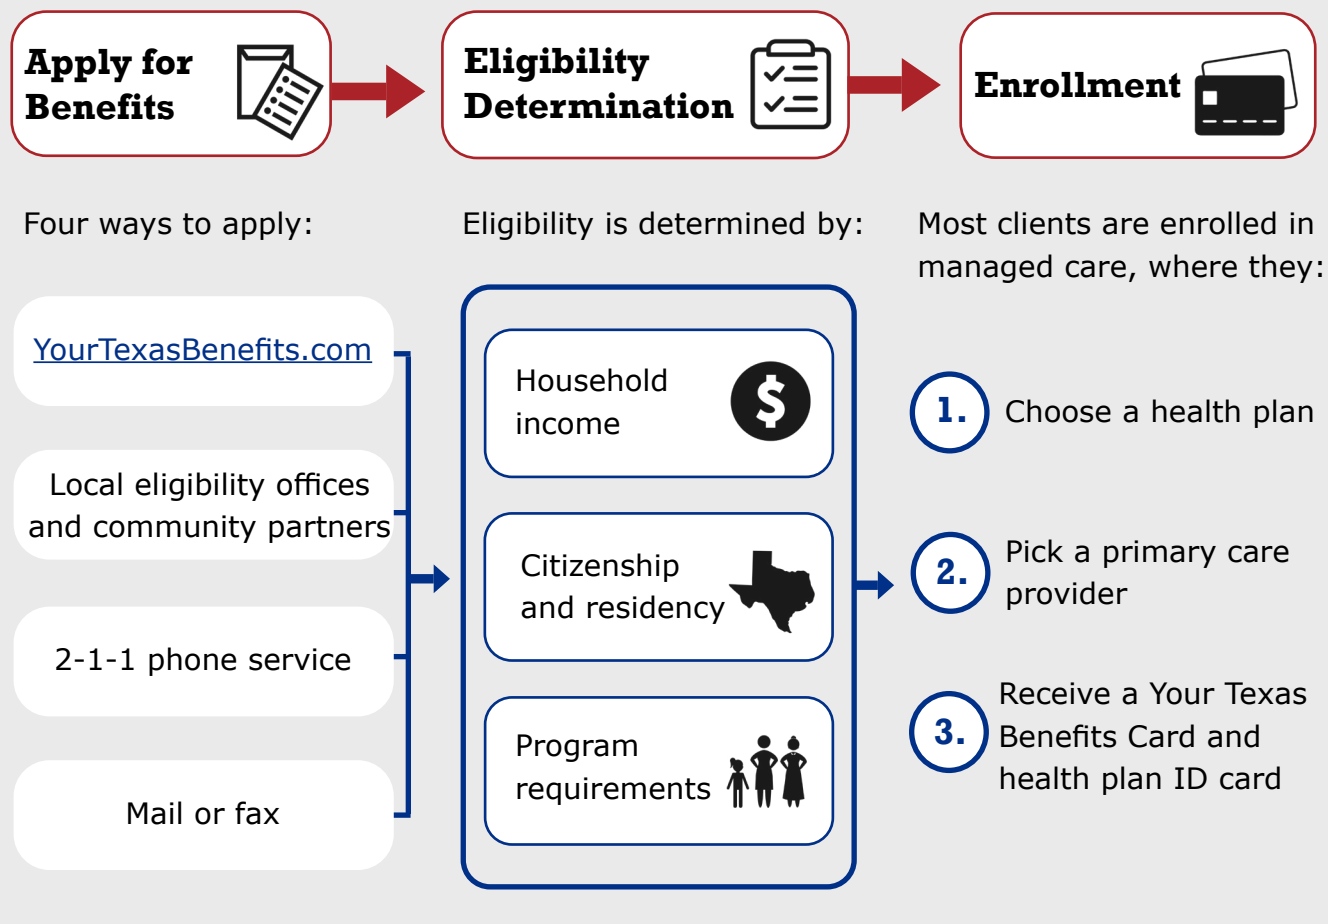 Apply for
Benefits
Eligibility
Determination
Enrollment
Four ways to apply:
YourTexasBenefits.com
Local eligibility offices
and community partners
2-1-1 phone service
Mail or fax
Eligibility is determined by:
Household
income
Citizenship
and residency
Program
requirements
Most clients are enrolled in
managed care, where they:
1. Choose a health plan
2. Pick a primary care
provider
3. Receive a Your Texas
Benefits Card and
health plan ID card